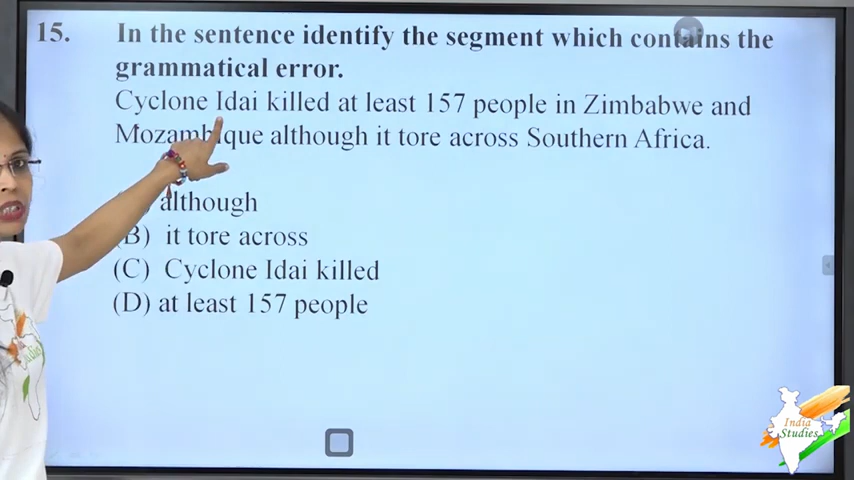 15. In the sentence identify the segment which contains the
grammatical error.
Cyclone Idai killed at least 157 people in Zimbabwe and
Mozambique although it tore across Southern Africa.
although
B) it tore across
(C) Cyclone Idai killed
(D) at least 157 people
India
Studies